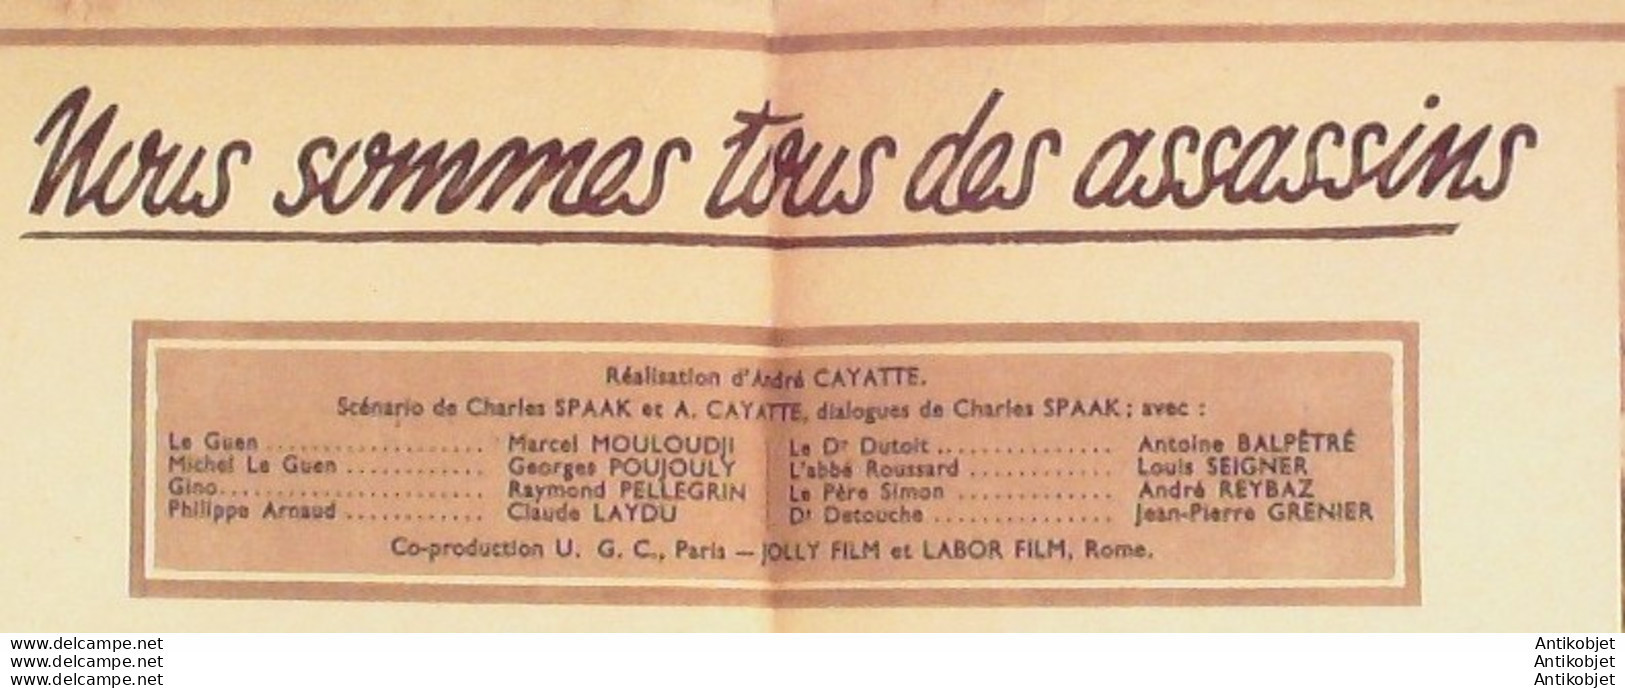 Nous sommes tous des assassins
Réalisation d'André CAYATTE.
Scénario de Charles SPAAK et A. CAYATTE, dialogues de Charles SPAAK ; avec :
Le Guen .................... Marcel MOULOUDJI
Michel Le Guen ............ Georges POUJOULY
Gino........................ Raymond PELLEGRIN
Philippe Arnaud ............ Claude LAYDU
Le Dr Dutoit ................ Antoine BALPÊTRÉ
L'abbé Roussard ............ Louis SEIGNER
Le Père Simon .............. André REYBAZ
Dr Detouche ................ Jean-Pierre GRENIER
Co-production U. G. C., Paris — JOLLY FILM et LABOR FILM, Rome.
www.delcampe.com
www.delcampe.com
www.delcampe.com
Antikobjet
Antikobjet
Antikobjet